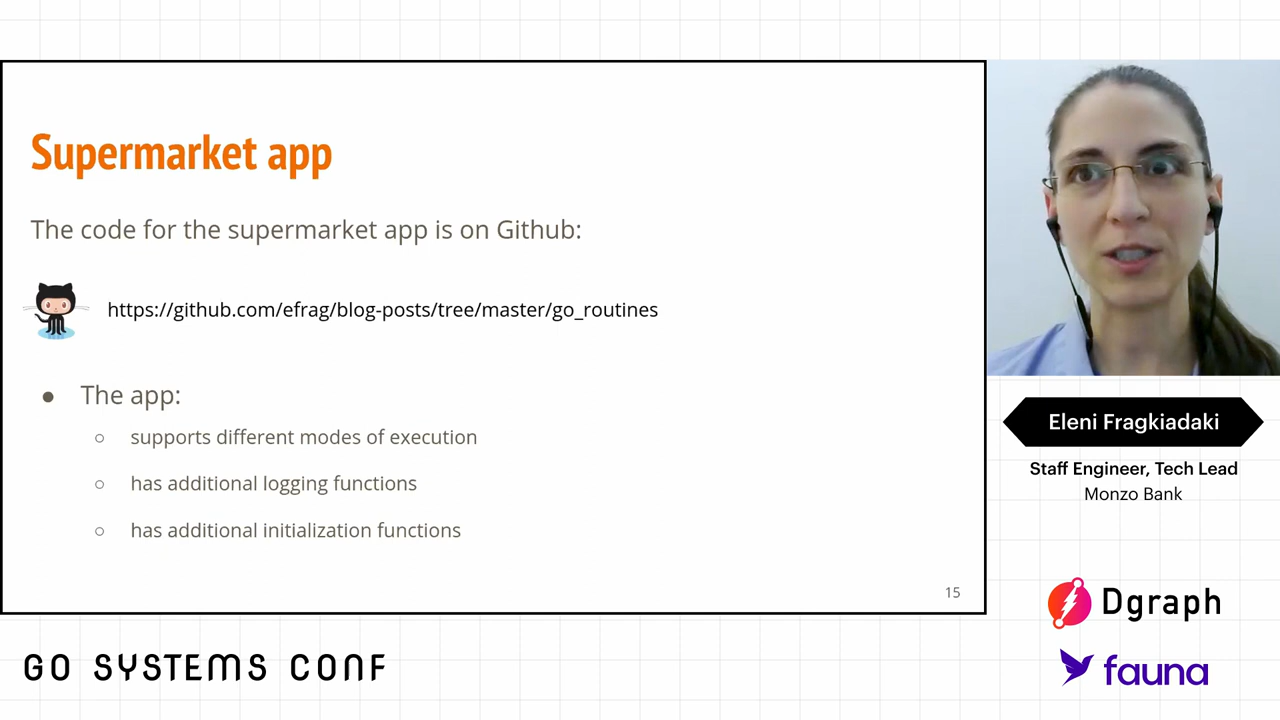 Supermarket app
The code for the supermarket app is on Github:
https://github.com/efrag/blog-posts/tree/master/go_routines
● The app:
○ supports different modes of execution
○ has additional logging functions
○ has additional initialization functions
15
Eleni Fragkiadaki
Staff Engineer, Tech Lead
Monzo Bank
Dgraph
fauna
GO SYSTEMS CONF